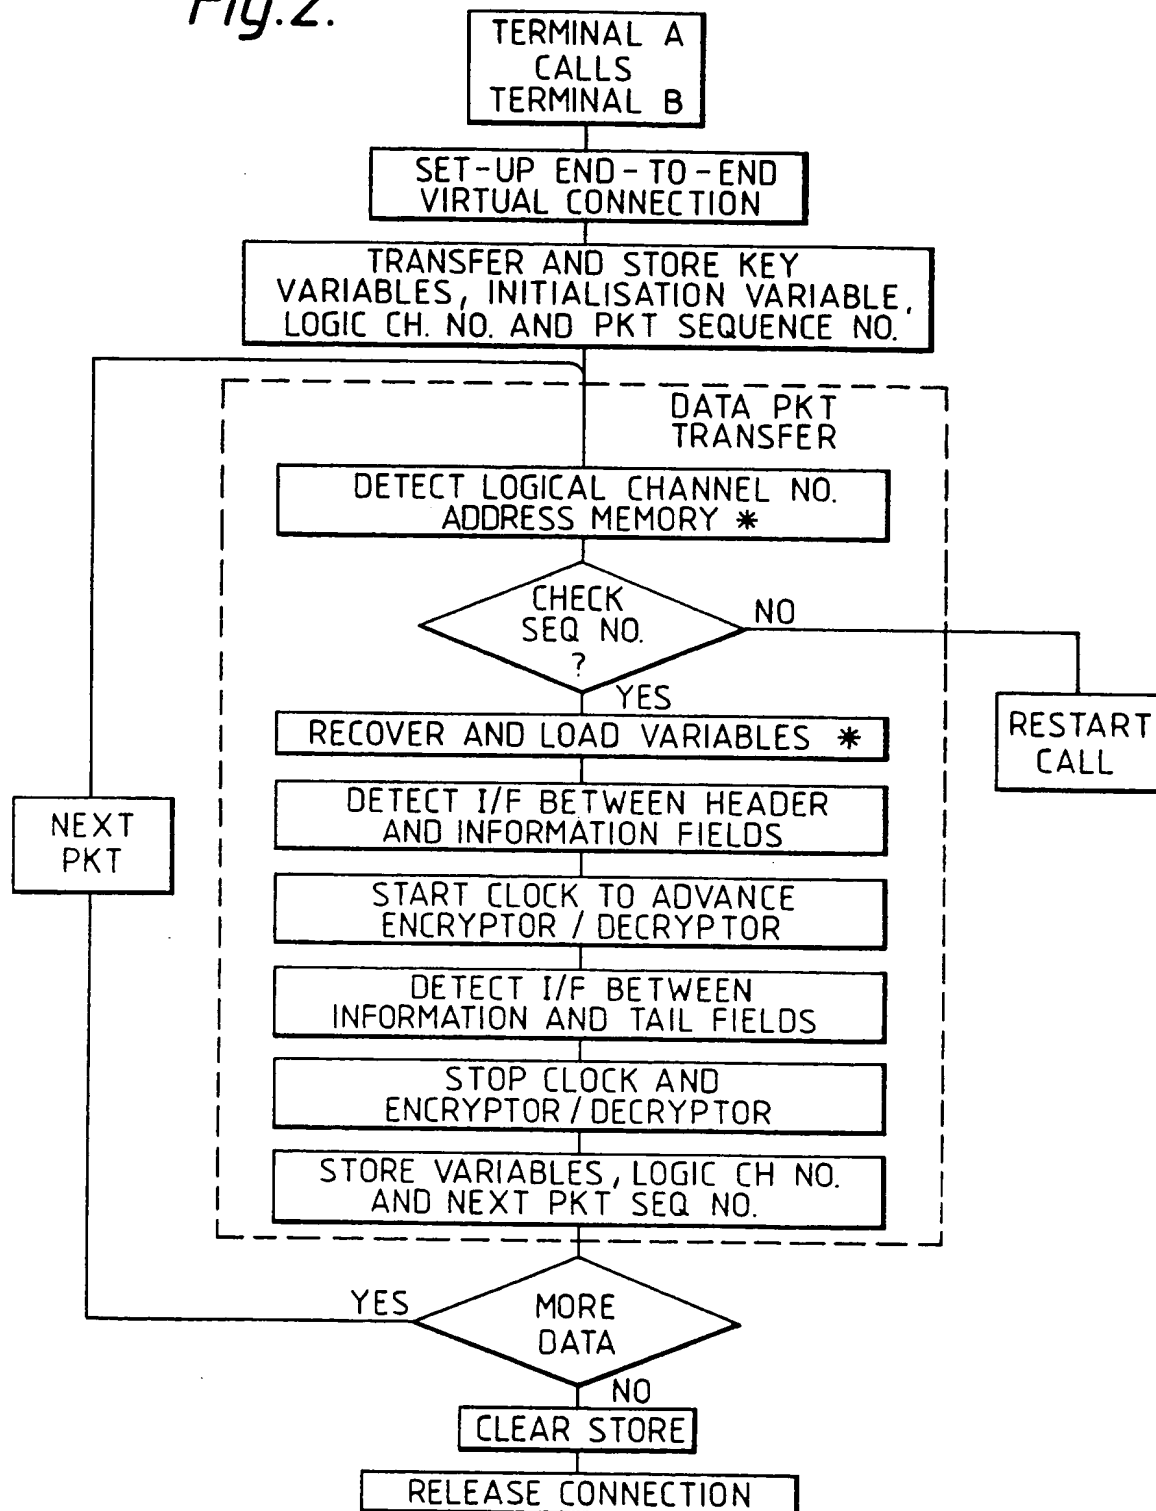 Fig.2.
TERMINAL A
CALLS
TERMINAL B
SET-UP END-TO-END
VIRTUAL CONNECTION
TRANSFER AND STORE KEY
VARIABLES, INITIALISATION VARIABLE,
LOGIC CH. NO. AND PKT SEQUENCE NO.
DATA PKT
TRANSFER
DETECT LOGICAL CHANNEL NO.
ADDRESS MEMORY *
CHECK
SEQ NO.
?
NO
YES
RESTART
CALL
RECOVER AND LOAD VARIABLES *
DETECT I/F BETWEEN HEADER
AND INFORMATION FIELDS
NEXT
PKT
START CLOCK TO ADVANCE
ENCRYPTOR / DECRYPTOR
DETECT I/F BETWEEN
INFORMATION AND TAIL FIELDS
STOP CLOCK AND
ENCRYPTOR / DECRYPTOR
STORE VARIABLES, LOGIC CH NO.
AND NEXT PKT SEQ NO.
YES
MORE
DATA
NO
CLEAR STORE
RELEASE CONNECTION